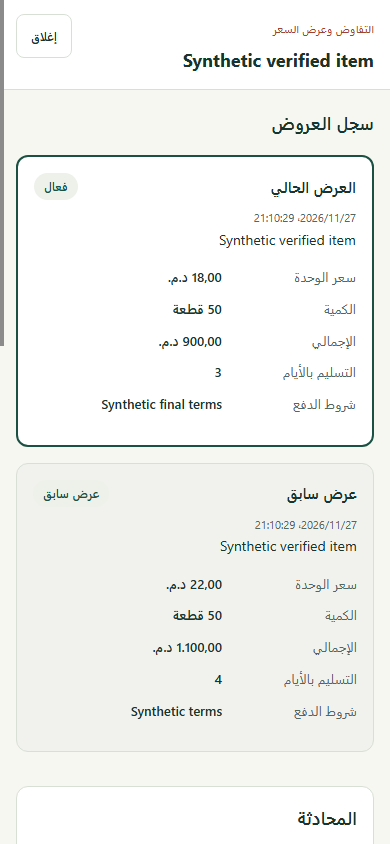 التفاوض وعرض السعر
Synthetic verified item
إغلاق
سجل العروض
العرض الحالي
فعال
2026/11/27، 21:10:29
Synthetic verified item
سعر الوحدة 18,00 د.م.
الكمية 50 قطعة
الإجمالي 900,00 د.م.
التسليم بالأيام 3
شروط الدفع Synthetic final terms
عرض سابق
عرض سابق
2026/11/27، 21:10:29
Synthetic verified item
سعر الوحدة 22,00 د.م.
الكمية 50 قطعة
الإجمالي 1.100,00 د.م.
التسليم بالأيام 4
شروط الدفع Synthetic terms
المحادثة